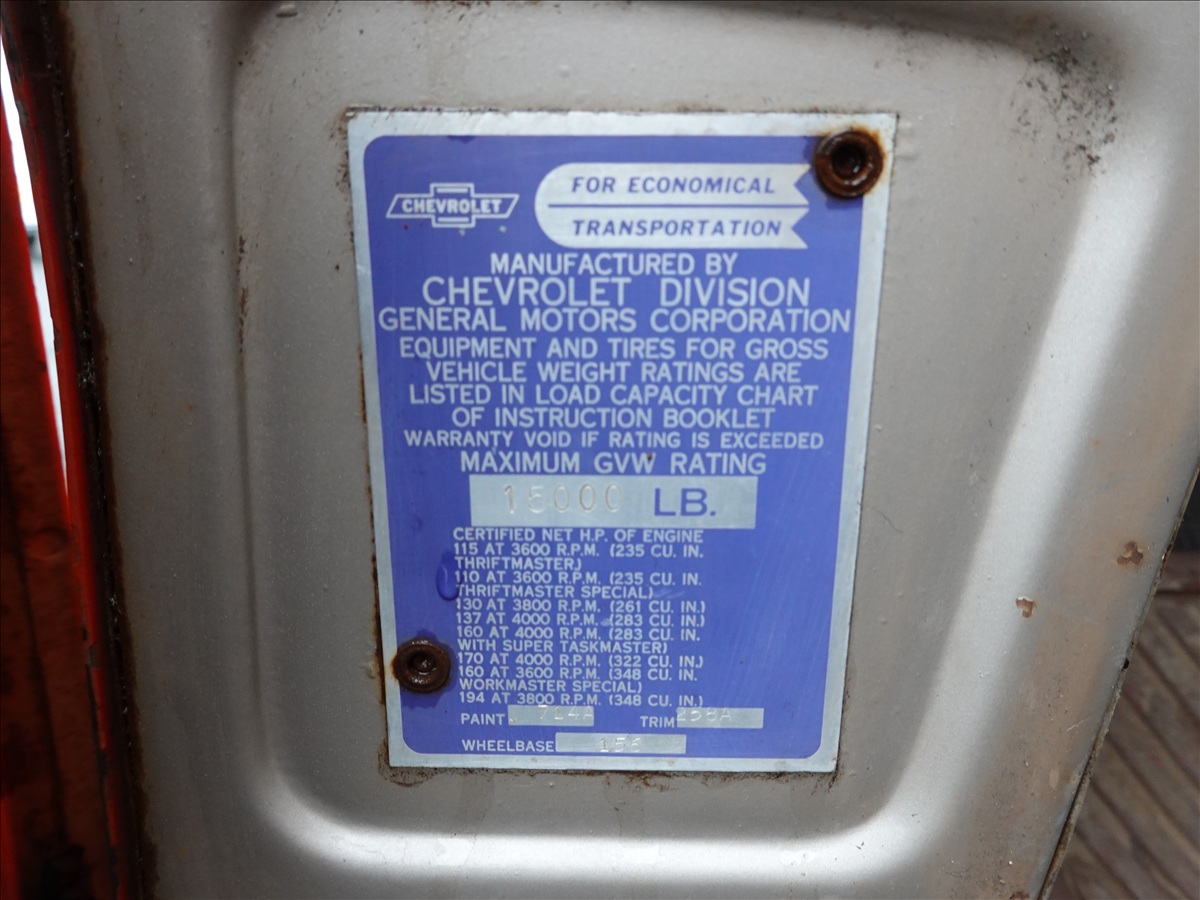 CHEVROLET
FOR ECONOMICAL
TRANSPORTATION
MANUFACTURED BY
CHEVROLET DIVISION
GENERAL MOTORS CORPORATION
EQUIPMENT AND TIRES FOR GROSS
VEHICLE WEIGHT RATINGS ARE
LISTED IN LOAD CAPACITY CHART
OF INSTRUCTION BOOKLET
WARRANTY VOID IF RATING IS EXCEEDED
MAXIMUM GVW RATING
15000 LB.
CERTIFIED NET H.P. OF ENGINE
115 AT 3600 R.P.M. (235 CU. IN.
THRIFTMASTER)
110 AT 3600 R.P.M. (235 CU. IN.
THRIFTMASTER SPECIAL)
130 AT 3800 R.P.M. (261 CU. IN.)
137 AT 4000 R.P.M. (283 CU. IN.)
160 AT 4000 R.P.M. (283 CU. IN.
WITH SUPER TASKMASTER)
170 AT 4000 R.P.M. (322 CU. IN.)
160 AT 3600 R.P.M. (348 CU. IN.
WORKMASTER SPECIAL)
194 AT 3800 R.P.M. (348 CU. IN.)
PAINT 714A TRIM
WHEELBASE 156